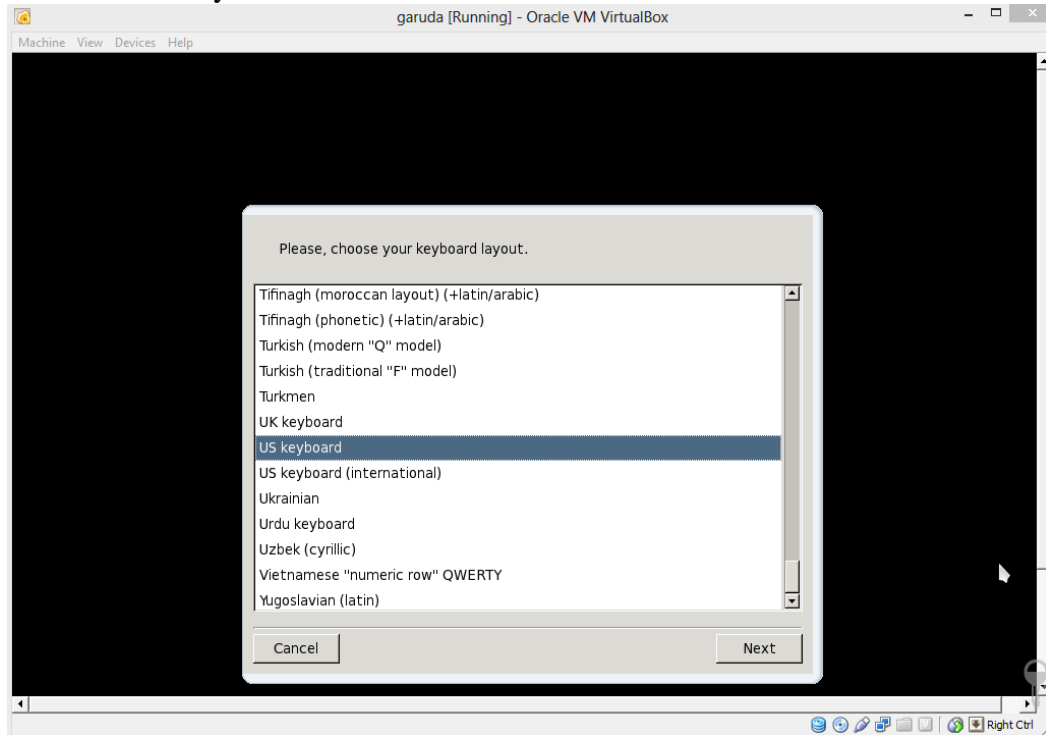 garuda [Running] - Oracle VM VirtualBox
Machine View Devices Help
Please, choose your keyboard layout.
Tifinagh (moroccan layout) (+latin/arabic)
Tifinagh (phonetic) (+latin/arabic)
Turkish (modern "Q" model)
Turkish (traditional "F" model)
Turkmen
UK keyboard
US keyboard
US keyboard (international)
Ukrainian
Urdu keyboard
Uzbek (cyrillic)
Vietnamese "numeric row" QWERTY
Yugoslavian (latin)
Cancel Next
Right Ctrl